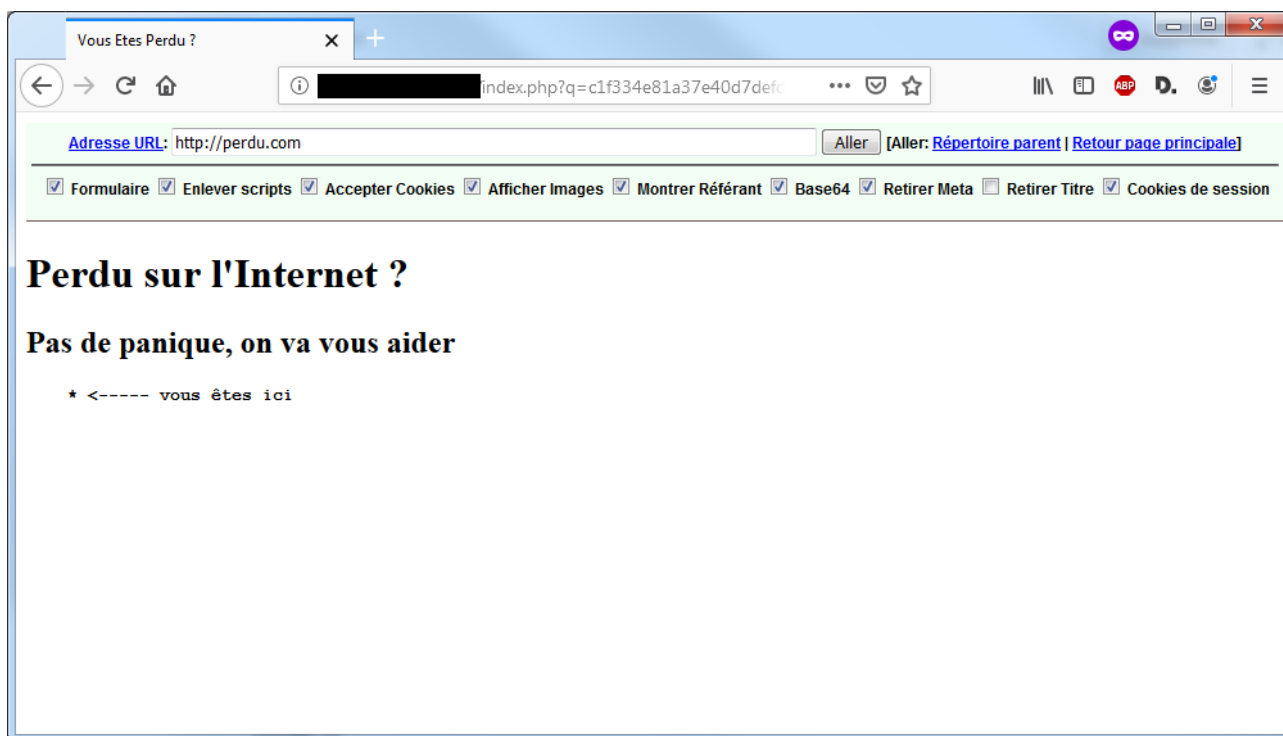 Vous Etes Perdu ?
index.php?q=c1f334e81a37e40d7defc
ABP
D.
Adresse URL: http://perdu.com Aller [Aller: Répertoire parent | Retour page principale]
Formulaire Enlever scripts Accepter Cookies Afficher Images Montrer Référant Base64 Retirer Meta Retirer Titre Cookies de session
Perdu sur l'Internet ?
Pas de panique, on va vous aider
* <----- vous êtes ici